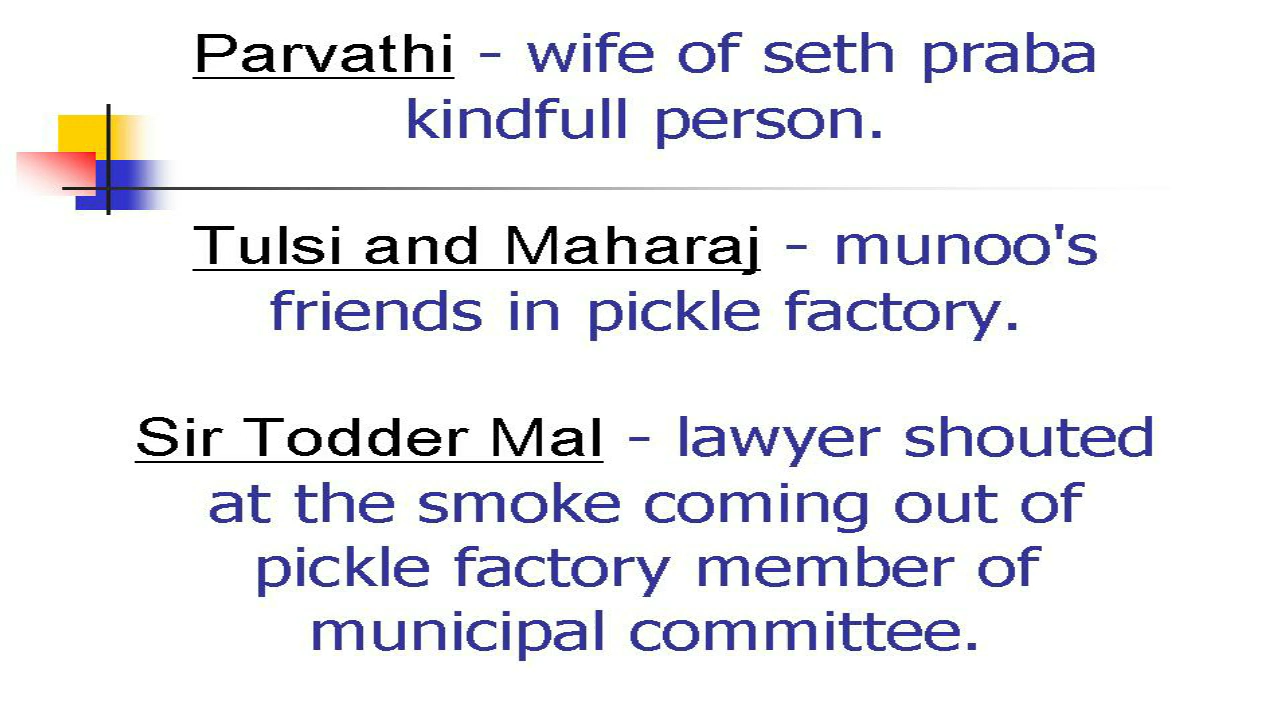 Parvathi - wife of seth praba
kindfull person.
Tulsi and Maharaj - munoo's
friends in pickle factory.
Sir Todder Mal - lawyer shouted
at the smoke coming out of
pickle factory member of
municipal committee.